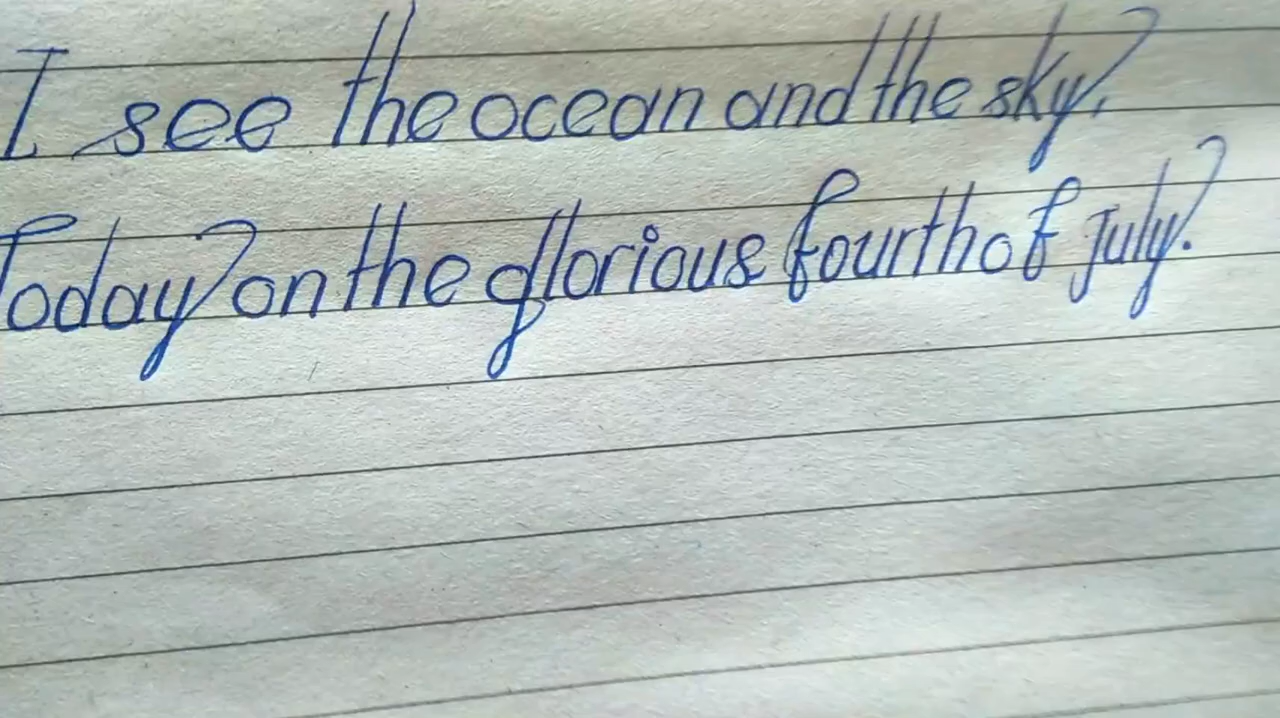 I see the ocean and the sky.
Today on the glorious fourth of july.